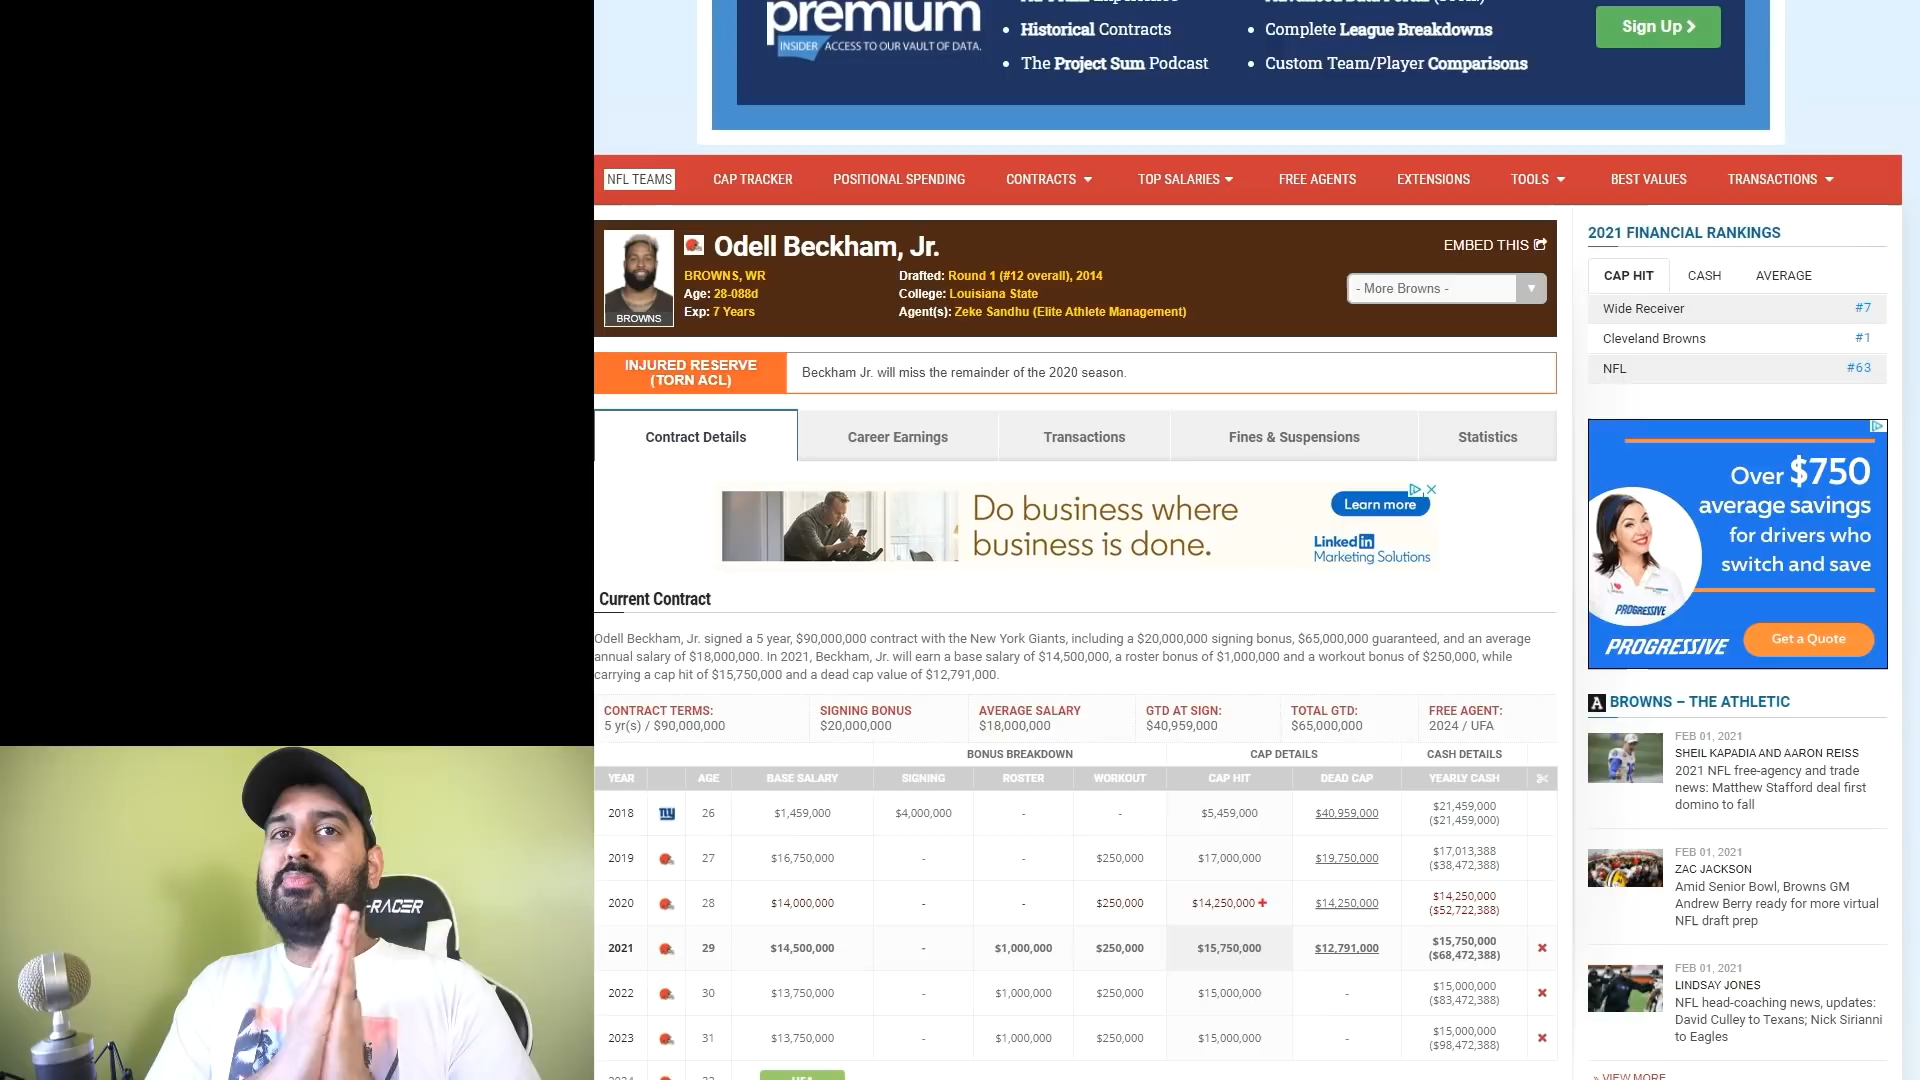 premium
INSIDER ACCESS TO OUR VAULT OF DATA.
Historical Contracts
The Project Sum Podcast
Complete League Breakdowns
Custom Team/Player Comparisons
Sign Up
NFL TEAMS CAP TRACKER POSITIONAL SPENDING CONTRACTS TOP SALARIES FREE AGENTS EXTENSIONS TOOLS BEST VALUES TRANSACTIONS
Odell Beckham, Jr.
BROWNS, WR
Age: 28-088d
Exp: 7 Years
BROWNS
Drafted: Round 1 (#12 overall), 2014
College: Louisiana State
Agent(s): Zeke Sandhu (Elite Athlete Management)
EMBED THIS
- More Browns -
INJURED RESERVE
(TORN ACL)
Beckham Jr. will miss the remainder of the 2020 season.
Contract Details Career Earnings Transactions Fines & Suspensions Statistics
Do business where
business is done.
Learn more
Linked in
Marketing Solutions
Current Contract
Odell Beckham, Jr. signed a 5 year, $90,000,000 contract with the New York Giants, including a $20,000,000 signing bonus, $65,000,000 guaranteed, and an average
annual salary of $18,000,000. In 2021, Beckham, Jr. will earn a base salary of $14,500,000, a roster bonus of $1,000,000 and a workout bonus of $250,000, while
carrying a cap hit of $15,750,000 and a dead cap value of $12,791,000.
CONTRACT TERMS: SIGNING BONUS AVERAGE SALARY GTD AT SIGN: TOTAL GTD: FREE AGENT:
5 yr(s) / $90,000,000 $20,000,000 $18,000,000 $40,959,000 $65,000,000 2024 / UFA
BONUS BREAKDOWN CAP DETAILS CASH DETAILS
YEAR AGE BASE SALARY SIGNING ROSTER WORKOUT CAP HIT DEAD CAP YEARLY CASH
2018 ny 26 $1,459,000 $4,000,000 - - $5,459,000 $40,959,000 $21,459,000
($21,459,000)
2019 27 $16,750,000 - - $250,000 $17,000,000 $19,750,000 $17,013,388
($38,472,388)
2020 28 $14,000,000 - - $250,000 $14,250,000 + $14,250,000 $14,250,000
($52,722,388)
2021 29 $14,500,000 - $1,000,000 $250,000 $15,750,000 $12,791,000 $15,750,000
($68,472,388)
2022 30 $13,750,000 - $1,000,000 $250,000 $15,000,000 - $15,000,000
($83,472,388)
2023 31 $13,750,000 - $1,000,000 $250,000 $15,000,000 - $15,000,000
($98,472,388)
2021 FINANCIAL RANKINGS
CAP HIT CASH AVERAGE
Wide Receiver #7
Cleveland Browns #1
NFL #63
Over $750
average savings
for drivers who
switch and save
PROGRESSIVE
PROGRESSIVE
Get a Quote
A BROWNS – THE ATHLETIC
FEB 01, 2021
SHEIL KAPADIA AND AARON REISS
2021 NFL free-agency and trade
news: Matthew Stafford deal first
domino to fall
FEB 01, 2021
ZAC JACKSON
Amid Senior Bowl, Browns GM
Andrew Berry ready for more virtual
NFL draft prep
FEB 01, 2021
LINDSAY JONES
NFL head-coaching news, updates:
David Culley to Texans; Nick Sirianni
to Eagles
» VIEW MORE
-RACER